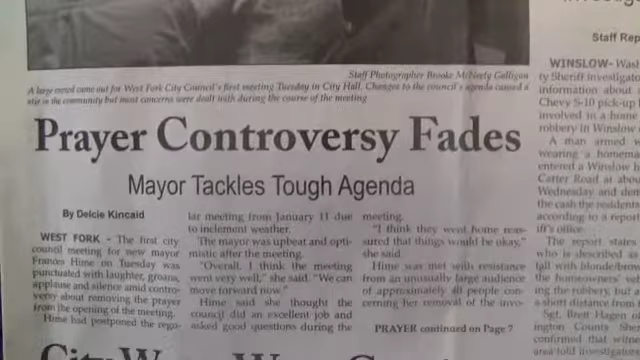 Staff Photographer Brooke McNeely Galligan
A large crowd came out for West Fork City Council's first meeting Tuesday in City Hall. Changes to the council's agenda caused
stir in the community but most concerns were dealt with during the course of the meeting
Prayer Controversy Fades
Mayor Tackles Tough Agenda
By Delcie Kincaid
WEST FORK - The first city
council meeting for new mayor
Frances Hime on Tuesday was
punctuated with laughter, groans,
applause and silence amid contro-
versy about removing the prayer
from the opening of the meeting.
Hime had postponed the regu-
lar meeting from January 11 due
to inclement weather.
The mayor was upbeat and opti-
mistic after the meeting.
"Overall, I think the meeting
went very well," she said. "We can
move forward now."
Hime said she thought the
council did an excellent job and
asked good questions during the
meeting.
"I think they went home reas-
sured that things would be okay,"
she said.
Hime was met with resistance
from an unusually large audience
of approximately 40 people con-
cerning her removal of the invo-
PRAYER continued on Page 7
Staff Rep
WINSLOW- Wash
ty Sheriff investigato
information about
Chevy S-10 pick-up
involved in a home
robbery in Winslow
A man armed
wearing a homema
entered a Winslow h
Carter Road at abou
Wednesday and den
the cash the residents
according to a repor
iff's office.
The report states
who is described as
tall with blonde/brow
the homeowners' veh
ing the robbery, but a
a short distance from
Sgt. Brett Hagen of
ington County Sher
confirmed that witn
area told investigators
City